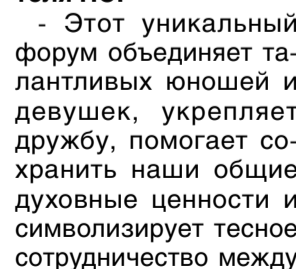 - Этот уникальный
форум объединяет та-
лантливых юношей и
девушек, укрепляет
дружбу, помогает со-
хранить наши общие
духовные ценности и
символизирует тесное
сотрудничество между